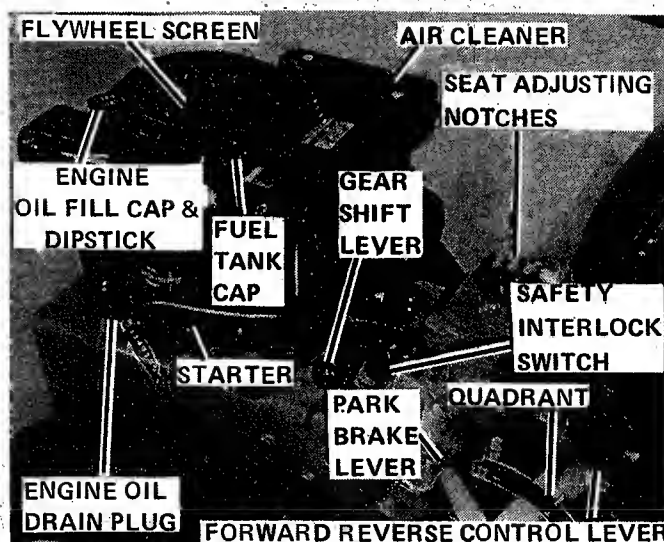 FLYWHEEL SCREEN
AIR CLEANER
SEAT ADJUSTING
NOTCHES
ENGINE
OIL FILL CAP &
DIPSTICK
FUEL
TANK
CAP
GEAR
SHIFT
LEVER
SAFETY
INTERLOCK
SWITCH
STARTER
PARK
BRAKE
LEVER
QUADRANT
ENGINE OIL
DRAIN PLUG
FORWARD REVERSE CONTROL LEVER